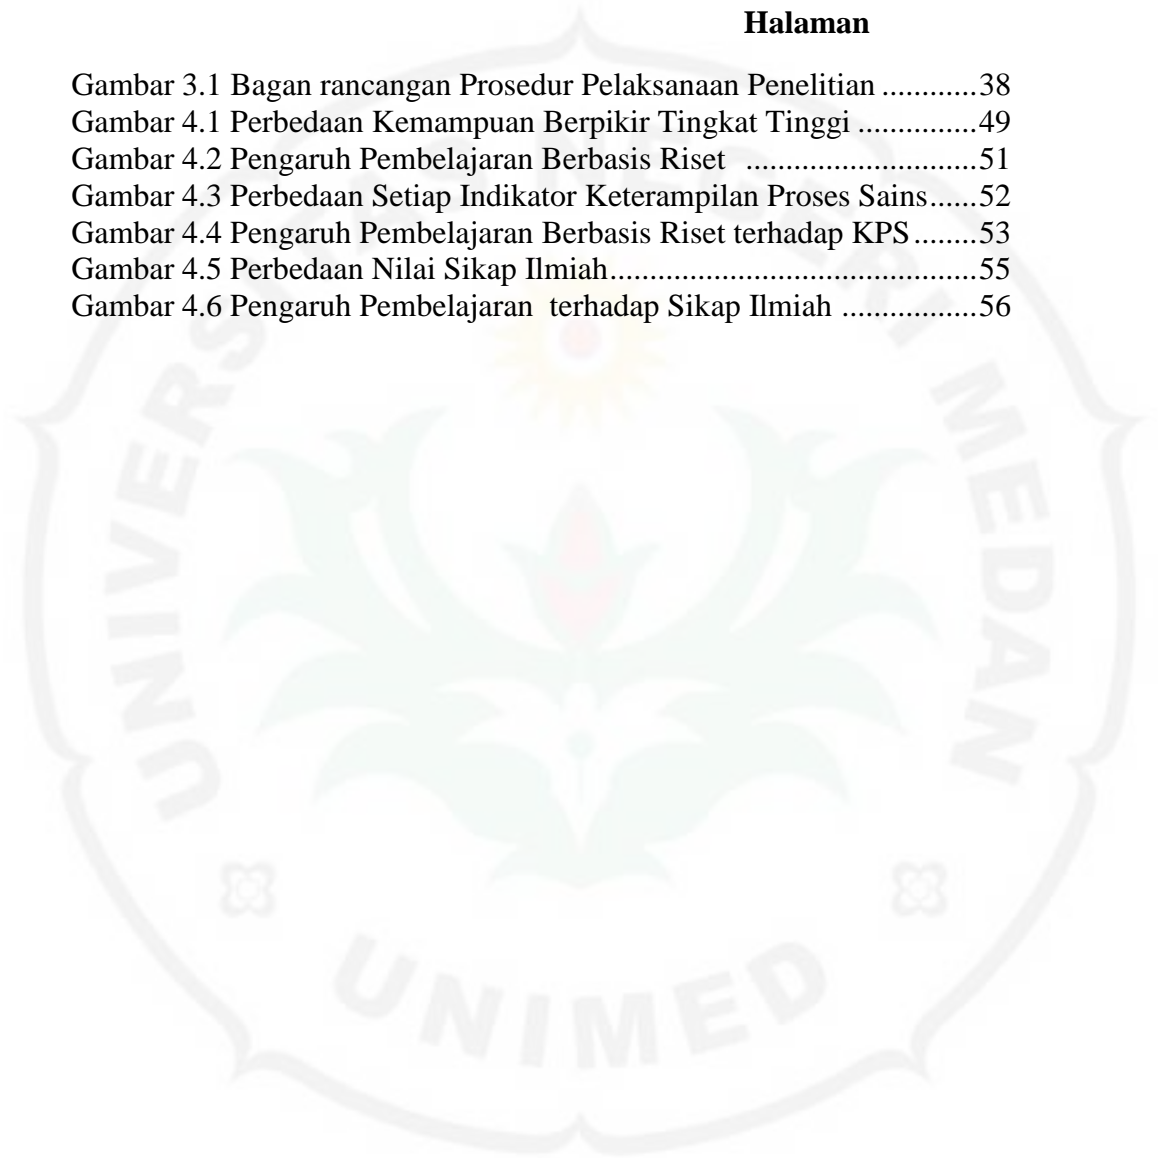 Halaman
Gambar 3.1 Bagan rancangan Prosedur Pelaksanaan Penelitian ............38
Gambar 4.1 Perbedaan Kemampuan Berpikir Tingkat Tinggi ...............49
Gambar 4.2 Pengaruh Pembelajaran Berbasis Riset .............................51
Gambar 4.3 Perbedaan Setiap Indikator Keterampilan Proses Sains......52
Gambar 4.4 Pengaruh Pembelajaran Berbasis Riset terhadap KPS........53
Gambar 4.5 Perbedaan Nilai Sikap Ilmiah..............................................55
Gambar 4.6 Pengaruh Pembelajaran terhadap Sikap Ilmiah .................56
UNIVERSITAS NEGERI MEDAN
UNIMED